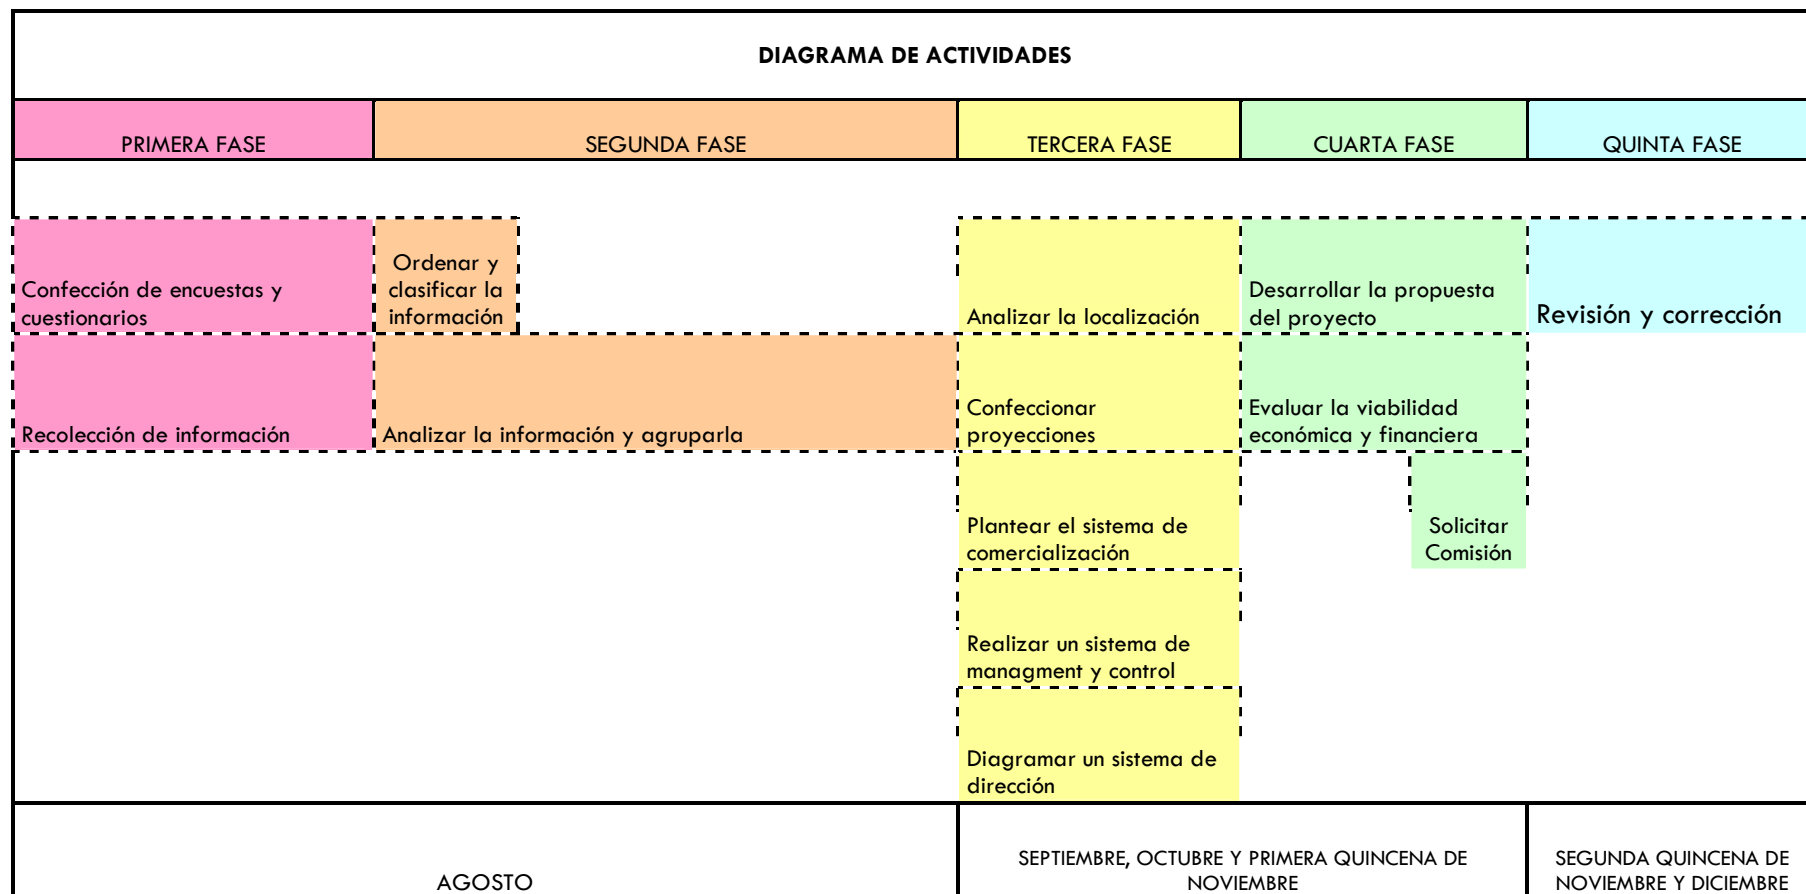 DIAGRAMA DE ACTIVIDADES
PRIMERA FASE
SEGUNDA FASE
TERCERA FASE
CUARTA FASE
QUINTA FASE
Confección de encuestas y
cuestionarios
Ordenar y
clasificar la
información
Analizar la localización
Desarrollar la propuesta
del proyecto
Revisión y corrección
Recolección de información
Analizar la información y agruparla
Confeccionar
proyecciones
Evaluar la viabilidad
económica y financiera
Plantear el sistema de
comercialización
Solicitar
Comisión
Realizar un sistema de
managment y control
Diagramar un sistema de
dirección
AGOSTO
SEPTIEMBRE, OCTUBRE Y PRIMERA QUINCENA DE
NOVIEMBRE
SEGUNDA QUINCENA DE
NOVIEMBRE Y DICIEMBRE